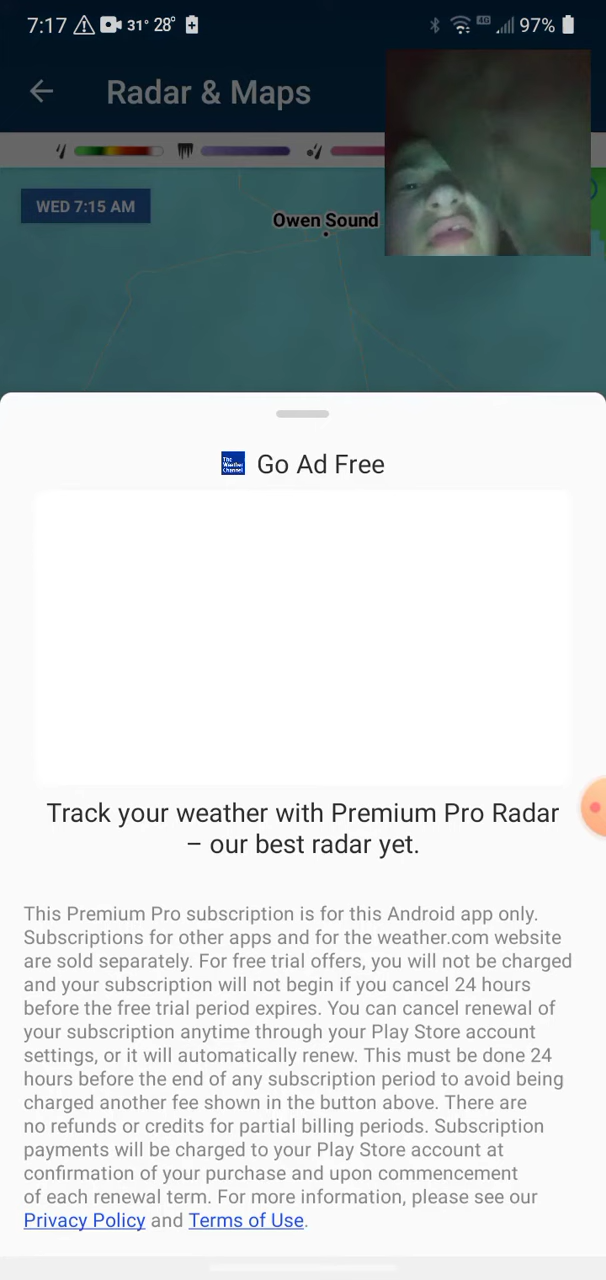 7:17 31° 28° 4G 97%
Radar & Maps
WED 7:15 AM
Owen Sound
The Weather Channel Go Ad Free
Track your weather with Premium Pro Radar
– our best radar yet.
This Premium Pro subscription is for this Android app only.
Subscriptions for other apps and for the weather.com website
are sold separately. For free trial offers, you will not be charged
and your subscription will not begin if you cancel 24 hours
before the free trial period expires. You can cancel renewal of
your subscription anytime through your Play Store account
settings, or it will automatically renew. This must be done 24
hours before the end of any subscription period to avoid being
charged another fee shown in the button above. There are
no refunds or credits for partial billing periods. Subscription
payments will be charged to your Play Store account at
confirmation of your purchase and upon commencement
of each renewal term. For more information, please see our
Privacy Policy and Terms of Use.